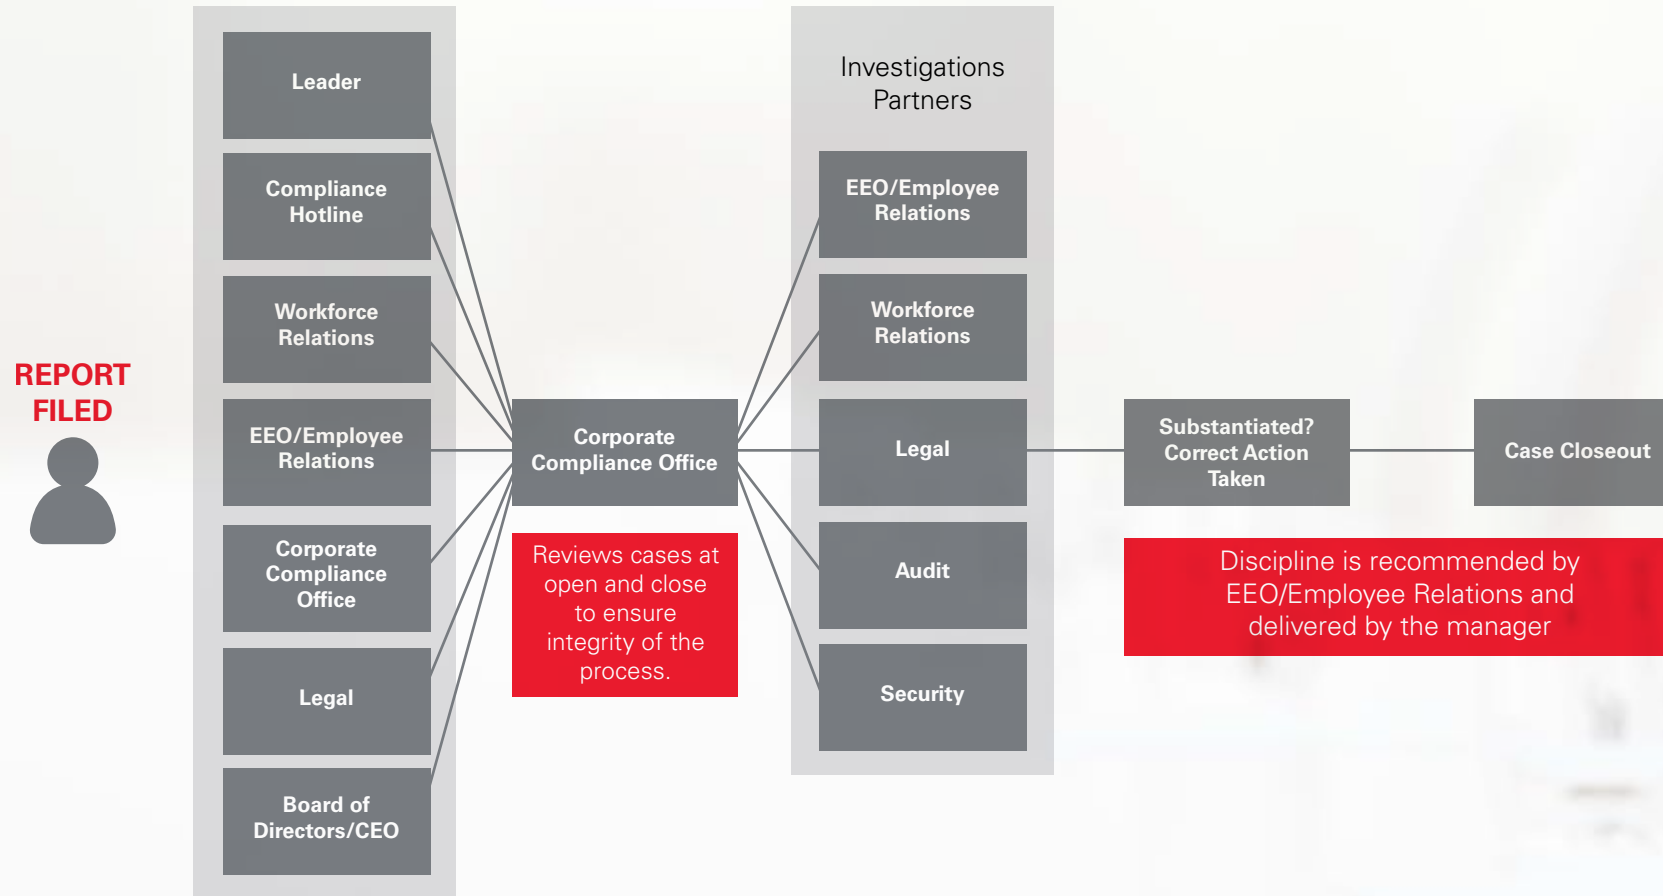 REPORT
FILED
Leader
Compliance
Hotline
Workforce
Relations
EEO/Employee
Relations
Corporate
Compliance
Office
Legal
Board of
Directors/CEO
Corporate
Compliance Office
Reviews cases at
open and close
to ensure
integrity of the
process.
Investigations
Partners
EEO/Employee
Relations
Workforce
Relations
Legal
Audit
Security
Substantiated?
Correct Action
Taken
Case Closeout
Discipline is recommended by
EEO/Employee Relations and
delivered by the manager